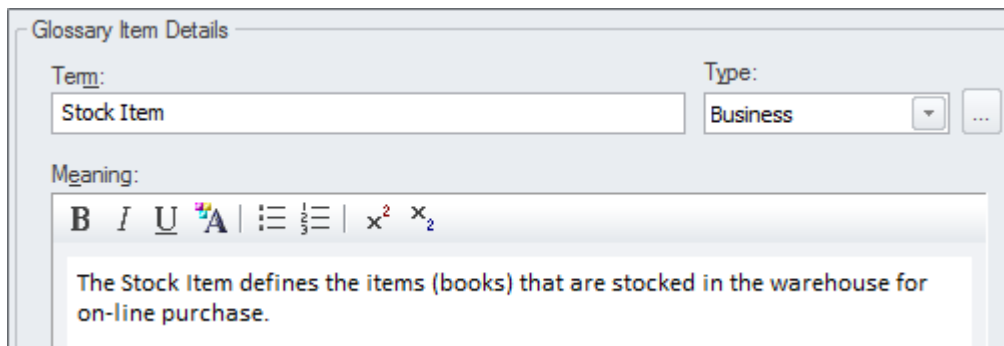 Glossary Item Details
Term: Type:
Stock Item Business ...
Meaning:
B I U A x² x₂
The Stock Item defines the items (books) that are stocked in the warehouse for
on-line purchase.